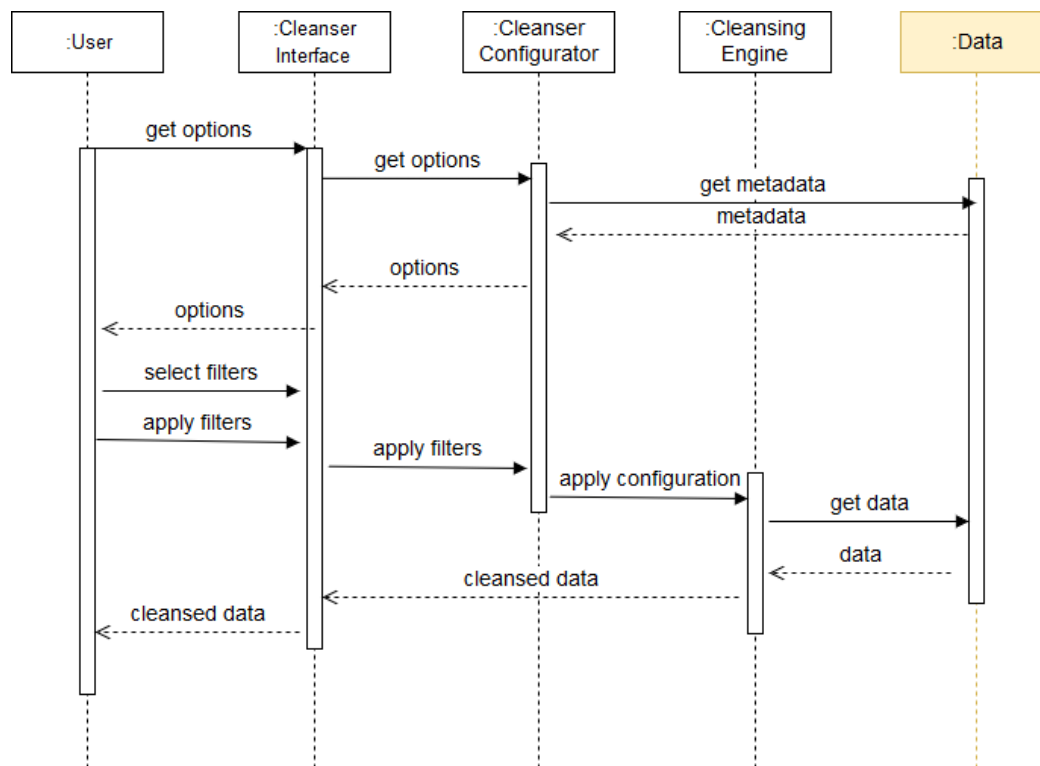 :User
:Cleanser
Interface
:Cleanser
Configurator
:Cleansing
Engine
:Data
get options
get options
get metadata
metadata
options
options
select filters
apply filters
apply filters
apply configuration
get data
data
cleansed data
cleansed data